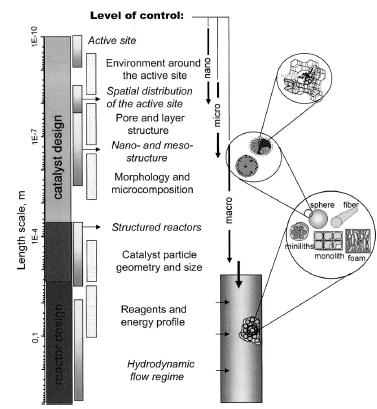 Level of control:
1E-10
Active site
Environment around
the active site
Spatial distribution
of the active site
Pore and layer
structure
1E-7
Nano- and meso-
structure
Morphology and
microcomposition
Structured reactors
1E-4
Catalyst particle
geometry and size
Reagents and
energy profile
0,1
Hydrodynamic
flow regime
Length scale, m
catalyst design
reactor design
nano
micro
macro
sphere
fiber
miniliths
monolith
foam